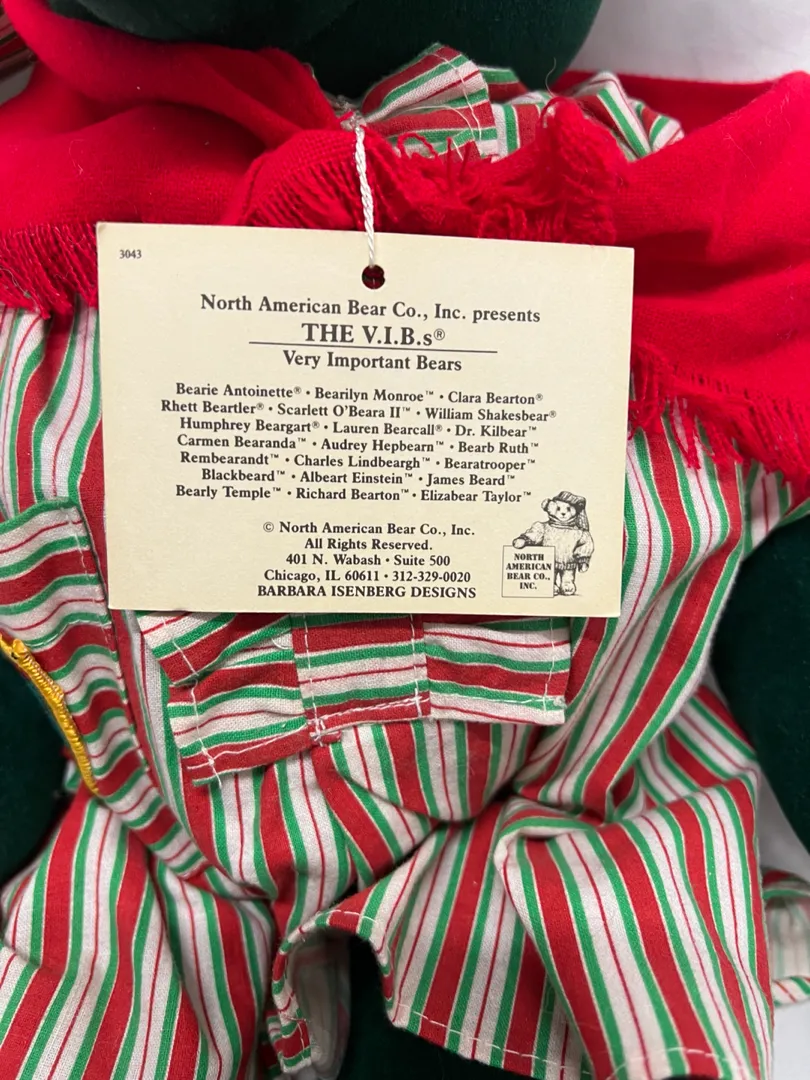 3043
North American Bear Co., Inc. presents
THE V.I.B.s®
Very Important Bears
Bearie Antoinette® • Bearilyn Monroe™ • Clara Bearton®
Rhett Beartler® • Scarlett O'Beara II™ • William Shakesbear®
Humphrey Beargart® • Lauren Bearcall® • Dr. Kilbear™
Carmen Bearanda™ • Audrey Hepbearn™ • Bearb Ruth™
Rembearandt™ • Charles Lindbeargh™ • Bearatrooper™
Blackbeard™ • Albeart Einstein™ • James Beard™
Bearly Temple™ • Richard Bearton™ • Elizabear Taylor™
© North American Bear Co., Inc.
All Rights Reserved.
401 N. Wabash • Suite 500
Chicago, IL 60611 • 312-329-0020
BARBARA ISENBERG DESIGNS
NORTH
AMERICAN
BEAR CO.,
INC.